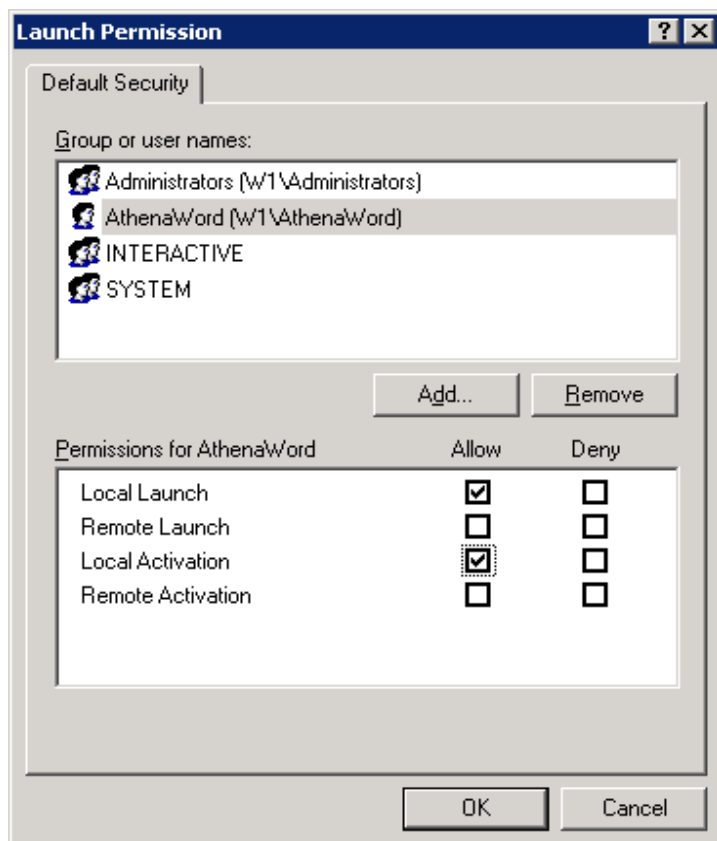 Launch Permission
Default Security
Group or user names:
Administrators (W1\Administrators)
AthenaWord (W1\AthenaWord)
INTERACTIVE
SYSTEM
Add... Remove
Permissions for AthenaWord Allow Deny
Local Launch
Remote Launch
Local Activation
Remote Activation
OK Cancel